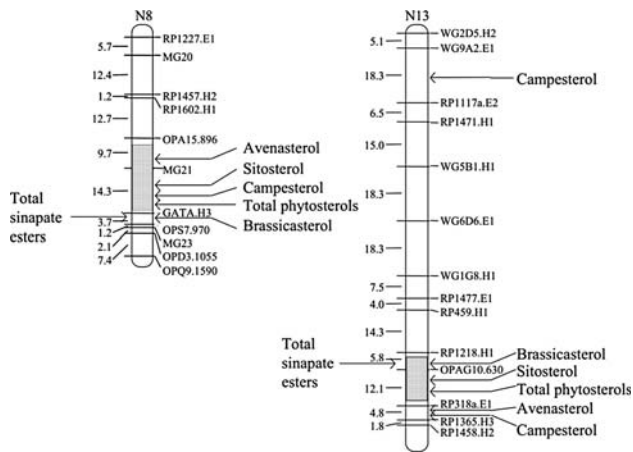 N8
RP1227.E1
5.7
MG20
12.4
1.2
RP1457.H2
RP1602.H1
12.7
OPA15.896
9.7
Avenasterol
MG21
Sitosterol
14.3
Campesterol
Total phytosterols
Total
sinapate
esters
GATA.H3
3.7
Brassicasterol
1.2
OPS7.970
MG23
2.1
OPD3.1055
7.4
OPQ9.1590
N13
WG2D5.H2
5.1
WG9A2.E1
18.3
Campesterol
RP1117a.E2
6.5
RP1471.H1
15.0
WG5B1.H1
18.3
WG6D6.E1
18.3
WG1G8.H1
7.5
RP1477.E1
4.0
RP459.H1
14.3
RP1218.H1
Total
sinapate
esters
5.8
Brassicasterol
OPAG10.630
Sitosterol
12.1
Total phytosterols
RP318a.E1
Avenasterol
4.8
RP1365.H3
Campesterol
1.8
RP1458.H2